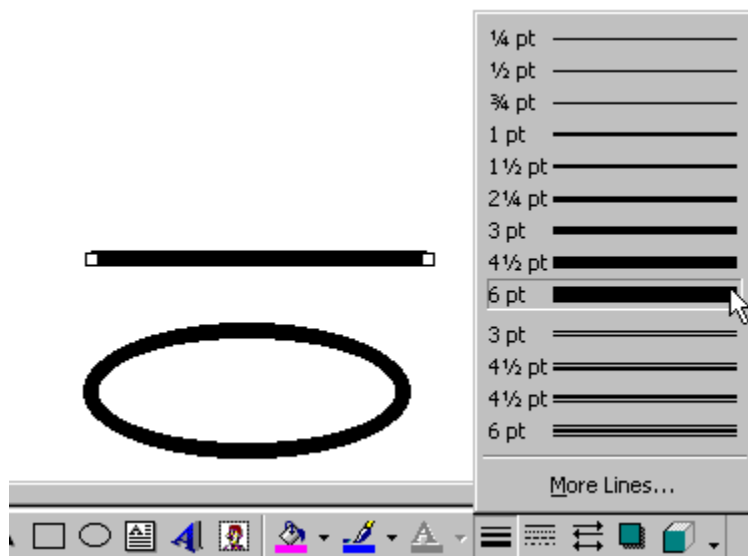 ¼ pt
½ pt
¾ pt
1 pt
1½ pt
2¼ pt
3 pt
4½ pt
6 pt
3 pt
4½ pt
4½ pt
6 pt
More Lines...